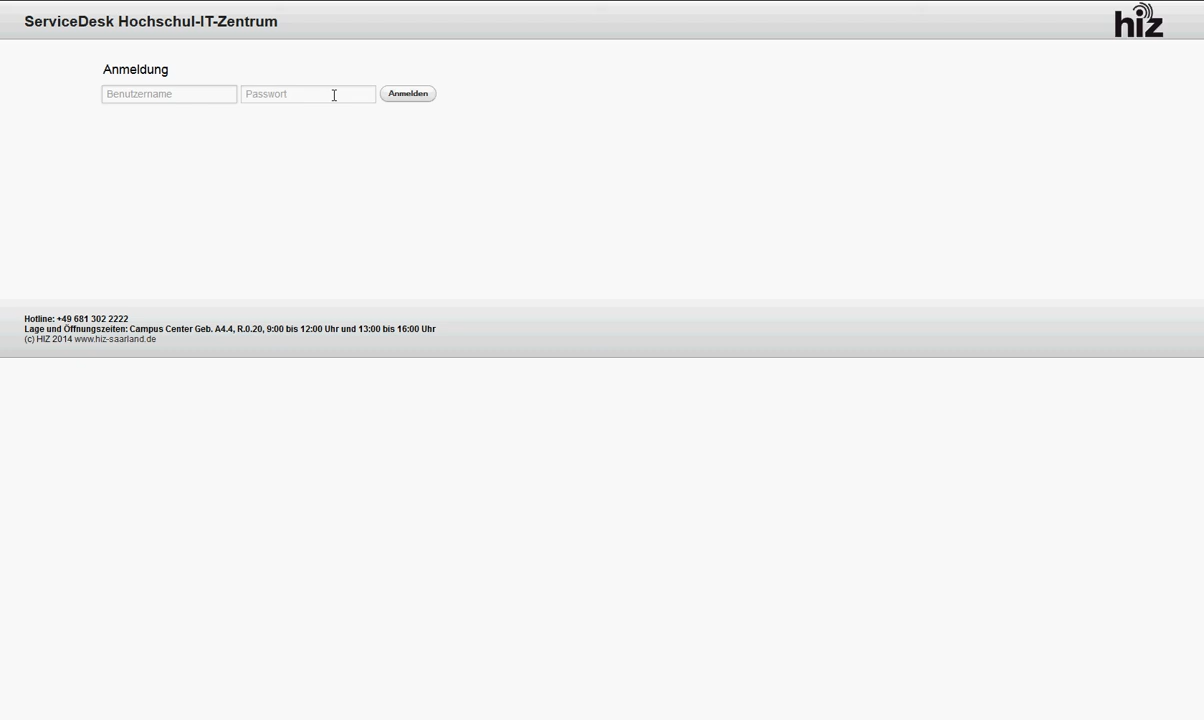 ServiceDesk Hochschul-IT-Zentrum
hiz
Anmeldung
Benutzername Passwort Anmelden
Hotline: +49 681 302 2222
Lage und Öffnungszeiten: Campus Center Geb. A4.4, R.0.20, 9:00 bis 12:00 Uhr und 13:00 bis 16:00 Uhr
(c) HIZ 2014 www.hiz-saarland.de